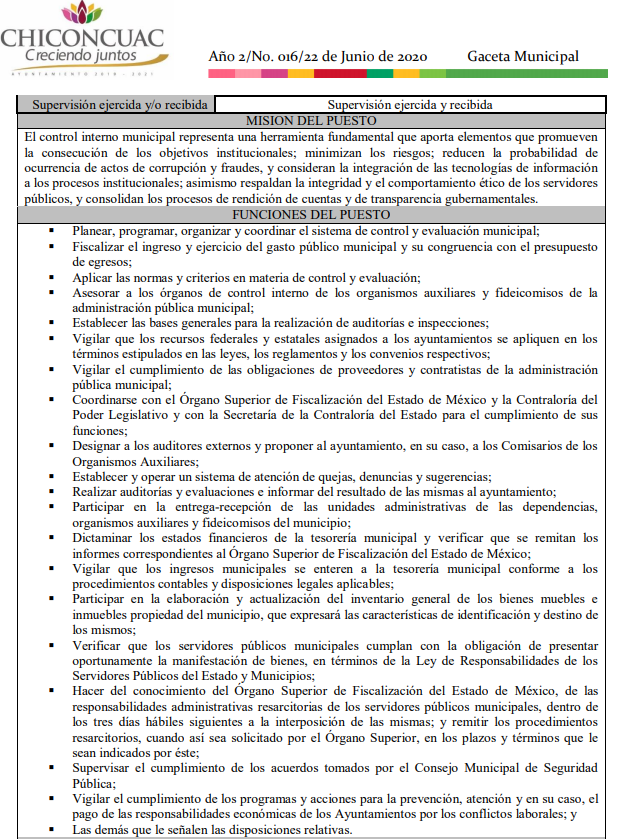 CHICONCUAC
Creciendo juntos
AYUNTAMIENTO 2019 - 2021
Año 2/No. 016/22 de Junio de 2020 Gaceta Municipal
Supervisión ejercida y/o recibida Supervisión ejercida y recibida
MISION DEL PUESTO
El control interno municipal representa una herramienta fundamental que aporta elementos que promueven
la consecución de los objetivos institucionales; minimizan los riesgos; reducen la probabilidad de
ocurrencia de actos de corrupción y fraudes, y consideran la integración de las tecnologías de información
a los procesos institucionales; asimismo respaldan la integridad y el comportamiento ético de los servidores
públicos, y consolidan los procesos de rendición de cuentas y de transparencia gubernamentales.
FUNCIONES DEL PUESTO
▪ Planear, programar, organizar y coordinar el sistema de control y evaluación municipal;
▪ Fiscalizar el ingreso y ejercicio del gasto público municipal y su congruencia con el presupuesto
de egresos;
▪ Aplicar las normas y criterios en materia de control y evaluación;
▪ Asesorar a los órganos de control interno de los organismos auxiliares y fideicomisos de la
administración pública municipal;
▪ Establecer las bases generales para la realización de auditorías e inspecciones;
▪ Vigilar que los recursos federales y estatales asignados a los ayuntamientos se apliquen en los
términos estipulados en las leyes, los reglamentos y los convenios respectivos;
▪ Vigilar el cumplimiento de las obligaciones de proveedores y contratistas de la administración
pública municipal;
▪ Coordinarse con el Órgano Superior de Fiscalización del Estado de México y la Contraloría del
Poder Legislativo y con la Secretaría de la Contraloría del Estado para el cumplimiento de sus
funciones;
▪ Designar a los auditores externos y proponer al ayuntamiento, en su caso, a los Comisarios de los
Organismos Auxiliares;
▪ Establecer y operar un sistema de atención de quejas, denuncias y sugerencias;
▪ Realizar auditorías y evaluaciones e informar del resultado de las mismas al ayuntamiento;
▪ Participar en la entrega-recepción de las unidades administrativas de las dependencias,
organismos auxiliares y fideicomisos del municipio;
▪ Dictaminar los estados financieros de la tesorería municipal y verificar que se remitan los
informes correspondientes al Órgano Superior de Fiscalización del Estado de México;
▪ Vigilar que los ingresos municipales se enteren a la tesorería municipal conforme a los
procedimientos contables y disposiciones legales aplicables;
▪ Participar en la elaboración y actualización del inventario general de los bienes muebles e
inmuebles propiedad del municipio, que expresará las características de identificación y destino de
los mismos;
▪ Verificar que los servidores públicos municipales cumplan con la obligación de presentar
oportunamente la manifestación de bienes, en términos de la Ley de Responsabilidades de los
Servidores Públicos del Estado y Municipios;
▪ Hacer del conocimiento del Órgano Superior de Fiscalización del Estado de México, de las
responsabilidades administrativas resarcitorias de los servidores públicos municipales, dentro de
los tres días hábiles siguientes a la interposición de las mismas; y remitir los procedimientos
resarcitorios, cuando así sea solicitado por el Órgano Superior, en los plazos y términos que le
sean indicados por éste;
▪ Supervisar el cumplimiento de los acuerdos tomados por el Consejo Municipal de Seguridad
Pública;
▪ Vigilar el cumplimiento de los programas y acciones para la prevención, atención y en su caso, el
pago de las responsabilidades económicas de los Ayuntamientos por los conflictos laborales; y
▪ Las demás que le señalen las disposiciones relativas.